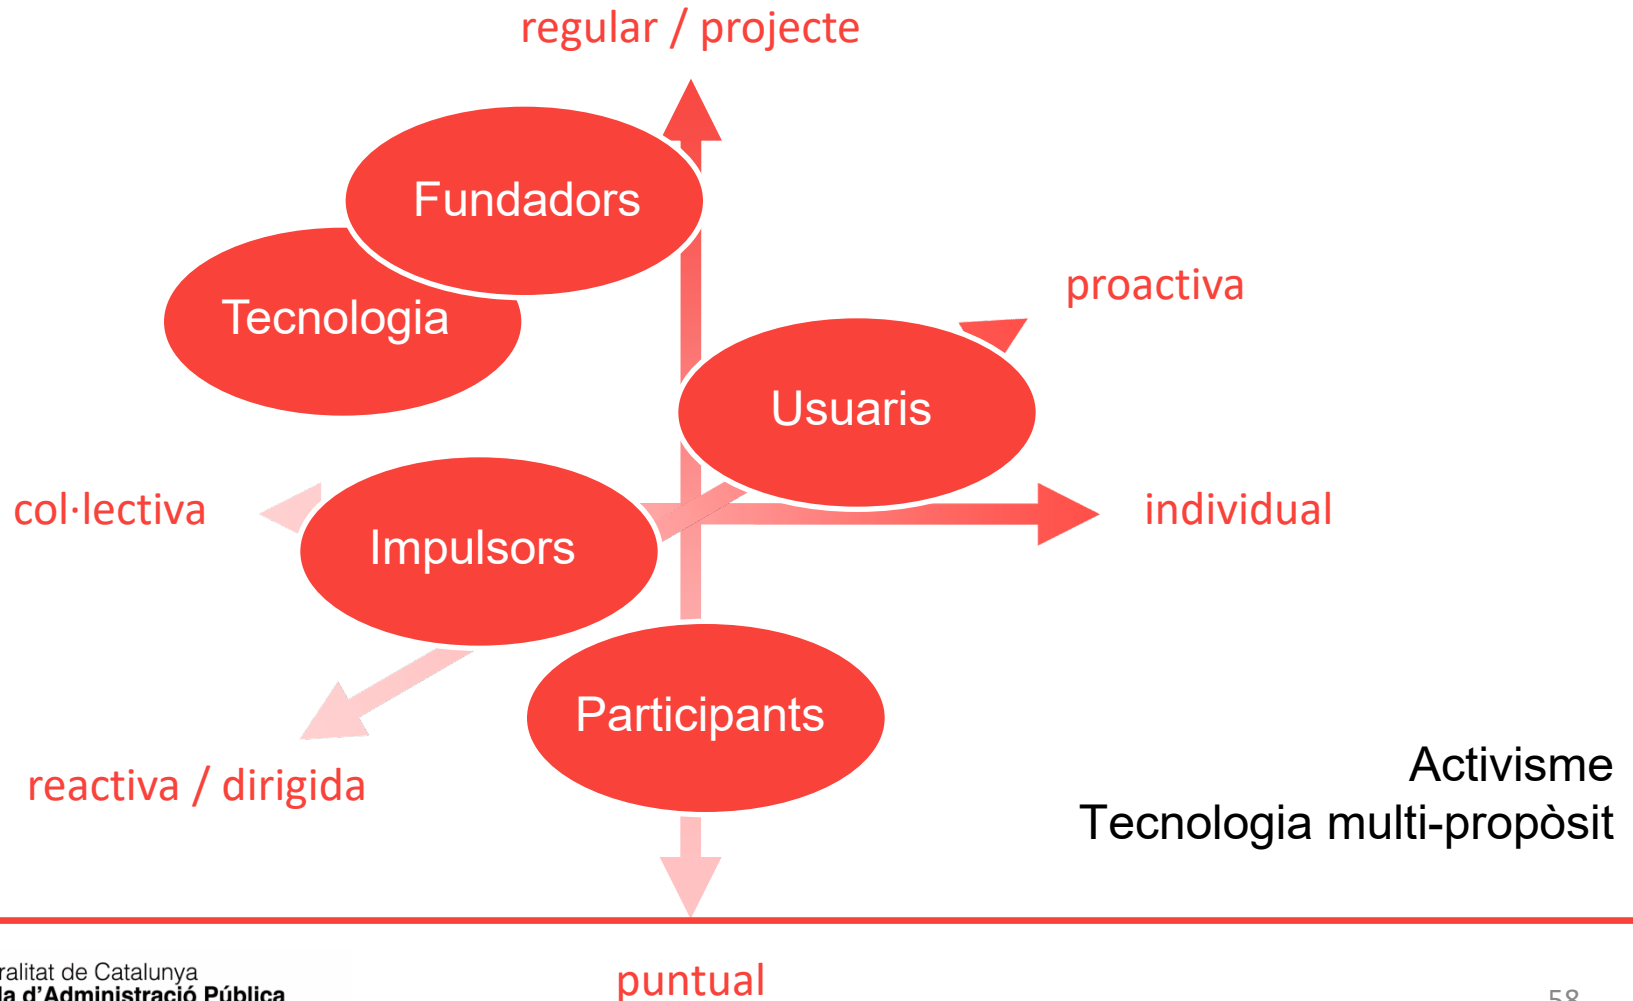 regular / projecte
Fundadors
Tecnologia
proactiva
Usuaris
col·lectiva
individual
Impulsors
Participants
reactiva / dirigida
Activisme
Tecnologia multi-propòsit
puntual
ralitat de Catalunya
d'Administració Pública
58